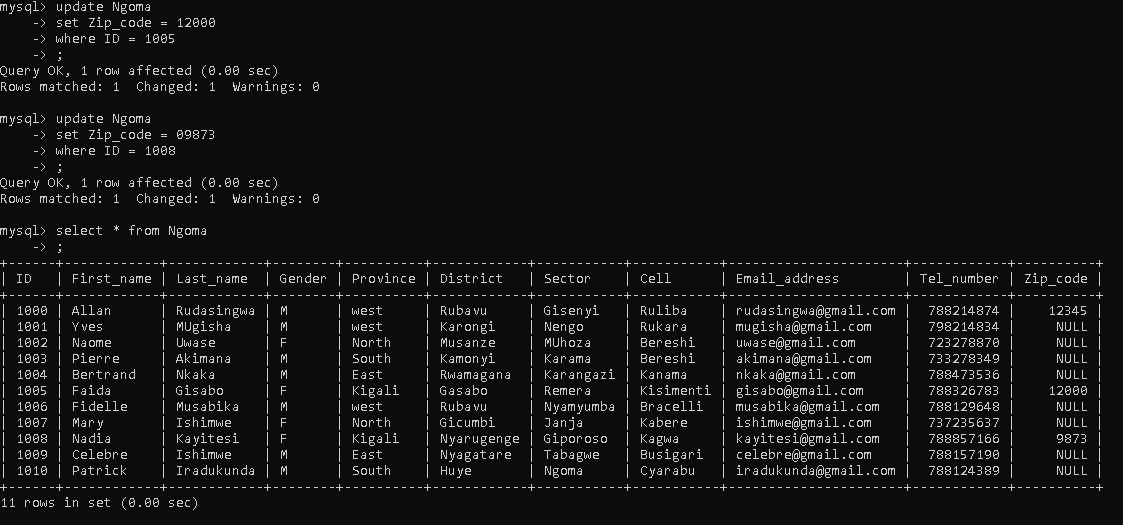 mysql> update Ngoma
    -> set Zip_code = 12000
    -> where ID = 1005
    -> ;
Query OK, 1 row affected (0.00 sec)
Rows matched: 1  Changed: 1  Warnings: 0

mysql> update Ngoma
    -> set Zip_code = 09873
    -> where ID = 1008
    -> ;
Query OK, 1 row affected (0.00 sec)
Rows matched: 1  Changed: 1  Warnings: 0

mysql> select * from Ngoma
    -> ;
+------+------------+------------+--------+----------+------------+-----------+-----------+----------------------+------------+----------+
| ID   | First_name | Last_name  | Gender | Province | District   | Sector    | Cell      | Email_address        | Tel_number | Zip_code |
+------+------------+------------+--------+----------+------------+-----------+-----------+----------------------+------------+----------+
| 1000 | Allan      | Rudasingwa | M      | west     | Rubavu     | Gisenyi   | Ruliba    | rudasingwa@gmail.com |  788214874 |    12345 |
| 1001 | Yves       | MUgisha    | M      | west     | Karongi    | Nengo     | Rukara    | mugisha@gmail.com    |  798214834 |     NULL |
| 1002 | Naome      | Uwase      | F      | North    | Musanze    | MUhoza    | Bereshi   | uwase@gmail.com      |  723278870 |     NULL |
| 1003 | Pierre     | Akimana    | M      | South    | Kamonyi    | Karama    | Bereshi   | akimana@gmail.com    |  733278349 |     NULL |
| 1004 | Bertrand   | Nkaka      | M      | East     | Rwamagana  | Karangazi | Kanama    | nkaka@gmail.com      |  788473536 |     NULL |
| 1005 | Faida      | Gisabo     | F      | Kigali   | Gasabo     | Remera    | Kisimenti | gisabo@gmail.com     |  788326783 |    12000 |
| 1006 | Fidelle    | Musabika   | M      | west     | Rubavu     | Nyamyumba | Bracelli  | musabika@gmail.com   |  788129648 |     NULL |
| 1007 | Mary       | Ishimwe    | F      | North    | Gicumbi    | Janja     | Kabere    | ishimwe@gmail.com    |  737235637 |     NULL |
| 1008 | Nadia      | Kayitesi   | F      | Kigali   | Nyarugenge | Giporoso  | Kagwa     | kayitesi@gmail.com   |  788857166 |     9873 |
| 1009 | Celebre    | Ishimwe    | M      | East     | Nyagatare  | Tabagwe   | Busigari  | celebre@gmail.com    |  788157190 |     NULL |
| 1010 | Patrick    | Iradukunda | M      | South    | Huye       | Ngoma     | Cyarabu   | iradukunda@gmail.com |  788124389 |     NULL |
+------+------------+------------+--------+----------+------------+-----------+-----------+----------------------+------------+----------+
11 rows in set (0.00 sec)